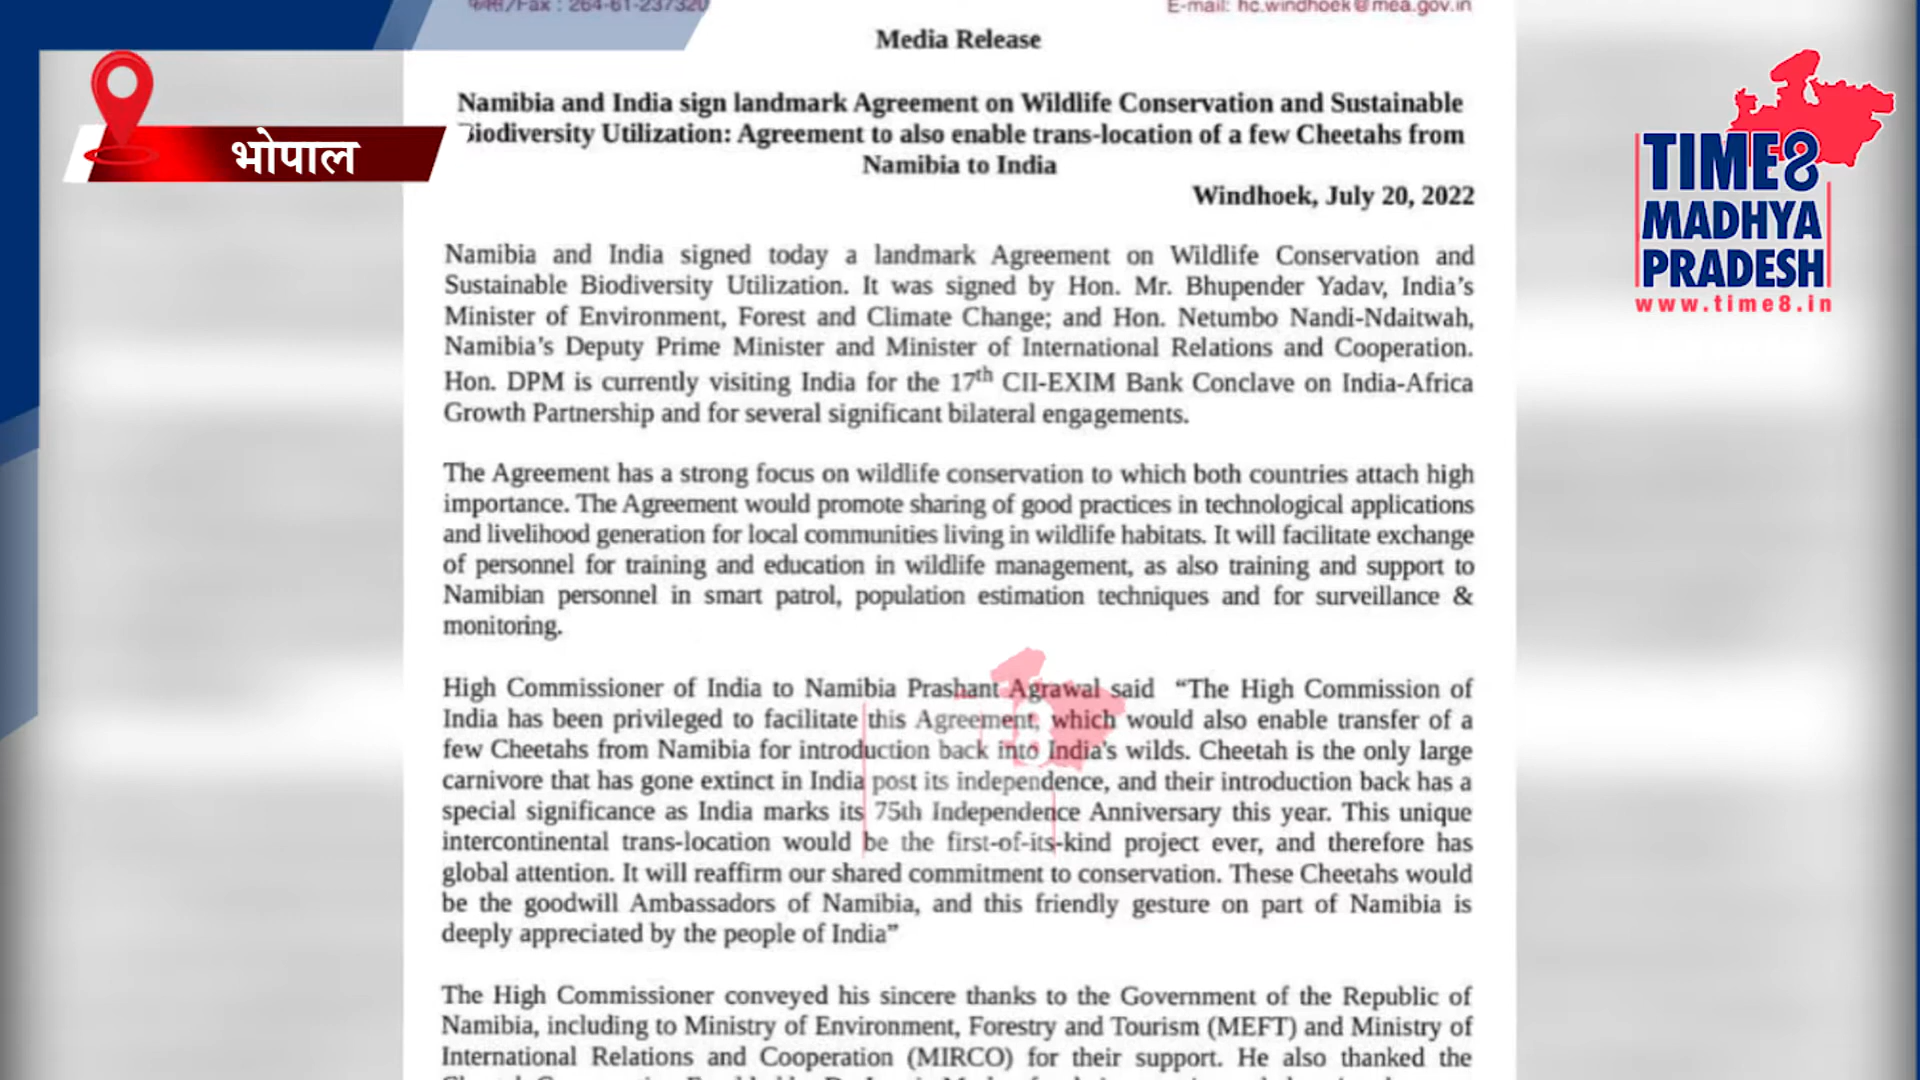 फैक्स/Fax : 264-61-237320
E-mail: hc.windhoek@mea.gov.in
Media Release
Namibia and India sign landmark Agreement on Wildlife Conservation and Sustainable
Biodiversity Utilization: Agreement to also enable trans-location of a few Cheetahs from
Namibia to India
Windhoek, July 20, 2022
भोपाल
TIME8
MADHYA
PRADESH
www.time8.in
Namibia and India signed today a landmark Agreement on Wildlife Conservation and
Sustainable Biodiversity Utilization. It was signed by Hon. Mr. Bhupender Yadav, India’s
Minister of Environment, Forest and Climate Change; and Hon. Netumbo Nandi-Ndaitwah,
Namibia’s Deputy Prime Minister and Minister of International Relations and Cooperation.
Hon. DPM is currently visiting India for the 17th CII-EXIM Bank Conclave on India-Africa
Growth Partnership and for several significant bilateral engagements.
The Agreement has a strong focus on wildlife conservation to which both countries attach high
importance. The Agreement would promote sharing of good practices in technological applications
and livelihood generation for local communities living in wildlife habitats. It will facilitate exchange
of personnel for training and education in wildlife management, as also training and support to
Namibian personnel in smart patrol, population estimation techniques and for surveillance &
monitoring.
High Commissioner of India to Namibia Prashant Agrawal said “The High Commission of
India has been privileged to facilitate this Agreement, which would also enable transfer of a
few Cheetahs from Namibia for introduction back into India’s wilds. Cheetah is the only large
carnivore that has gone extinct in India post its independence, and their introduction back has a
special significance as India marks its 75th Independence Anniversary this year. This unique
intercontinental trans-location would be the first-of-its-kind project ever, and therefore has
global attention. It will reaffirm our shared commitment to conservation. These Cheetahs would
be the goodwill Ambassadors of Namibia, and this friendly gesture on part of Namibia is
deeply appreciated by the people of India”
The High Commissioner conveyed his sincere thanks to the Government of the Republic of
Namibia, including to Ministry of Environment, Forestry and Tourism (MEFT) and Ministry of
International Relations and Cooperation (MIRCO) for their support. He also thanked the